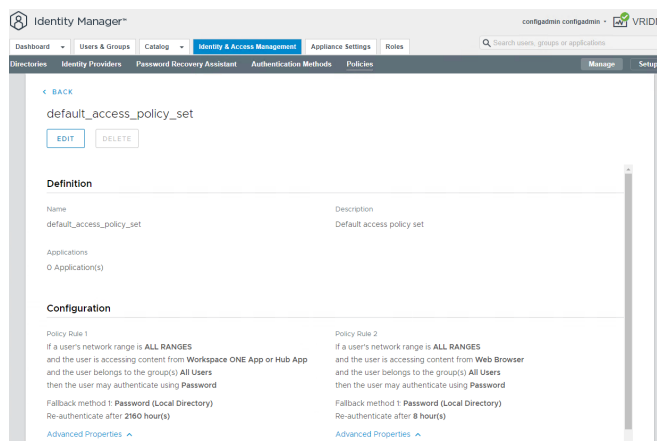 Identity Manager™
configadmin configadmin
VRIDI
Dashboard Users & Groups Catalog Identity & Access Management Appliance Settings Roles
Search users, groups or applications
Directories Identity Providers Password Recovery Assistant Authentication Methods Policies Manage Setup
< BACK
default_access_policy_set
EDIT DELETE
Definition
Name
default_access_policy_set
Description
Default access policy set
Applications
0 Application(s)
Configuration
Policy Rule 1
If a user's network range is ALL RANGES
and the user is accessing content from Workspace ONE App or Hub App
and the user belongs to the group(s) All Users
then the user may authenticate using Password
Fallback method 1: Password (Local Directory)
Re-authenticate after 2160 hour(s)
Advanced Properties
Policy Rule 2
If a user's network range is ALL RANGES
and the user is accessing content from Web Browser
and the user belongs to the group(s) All Users
then the user may authenticate using Password
Fallback method 1: Password (Local Directory)
Re-authenticate after 8 hour(s)
Advanced Properties